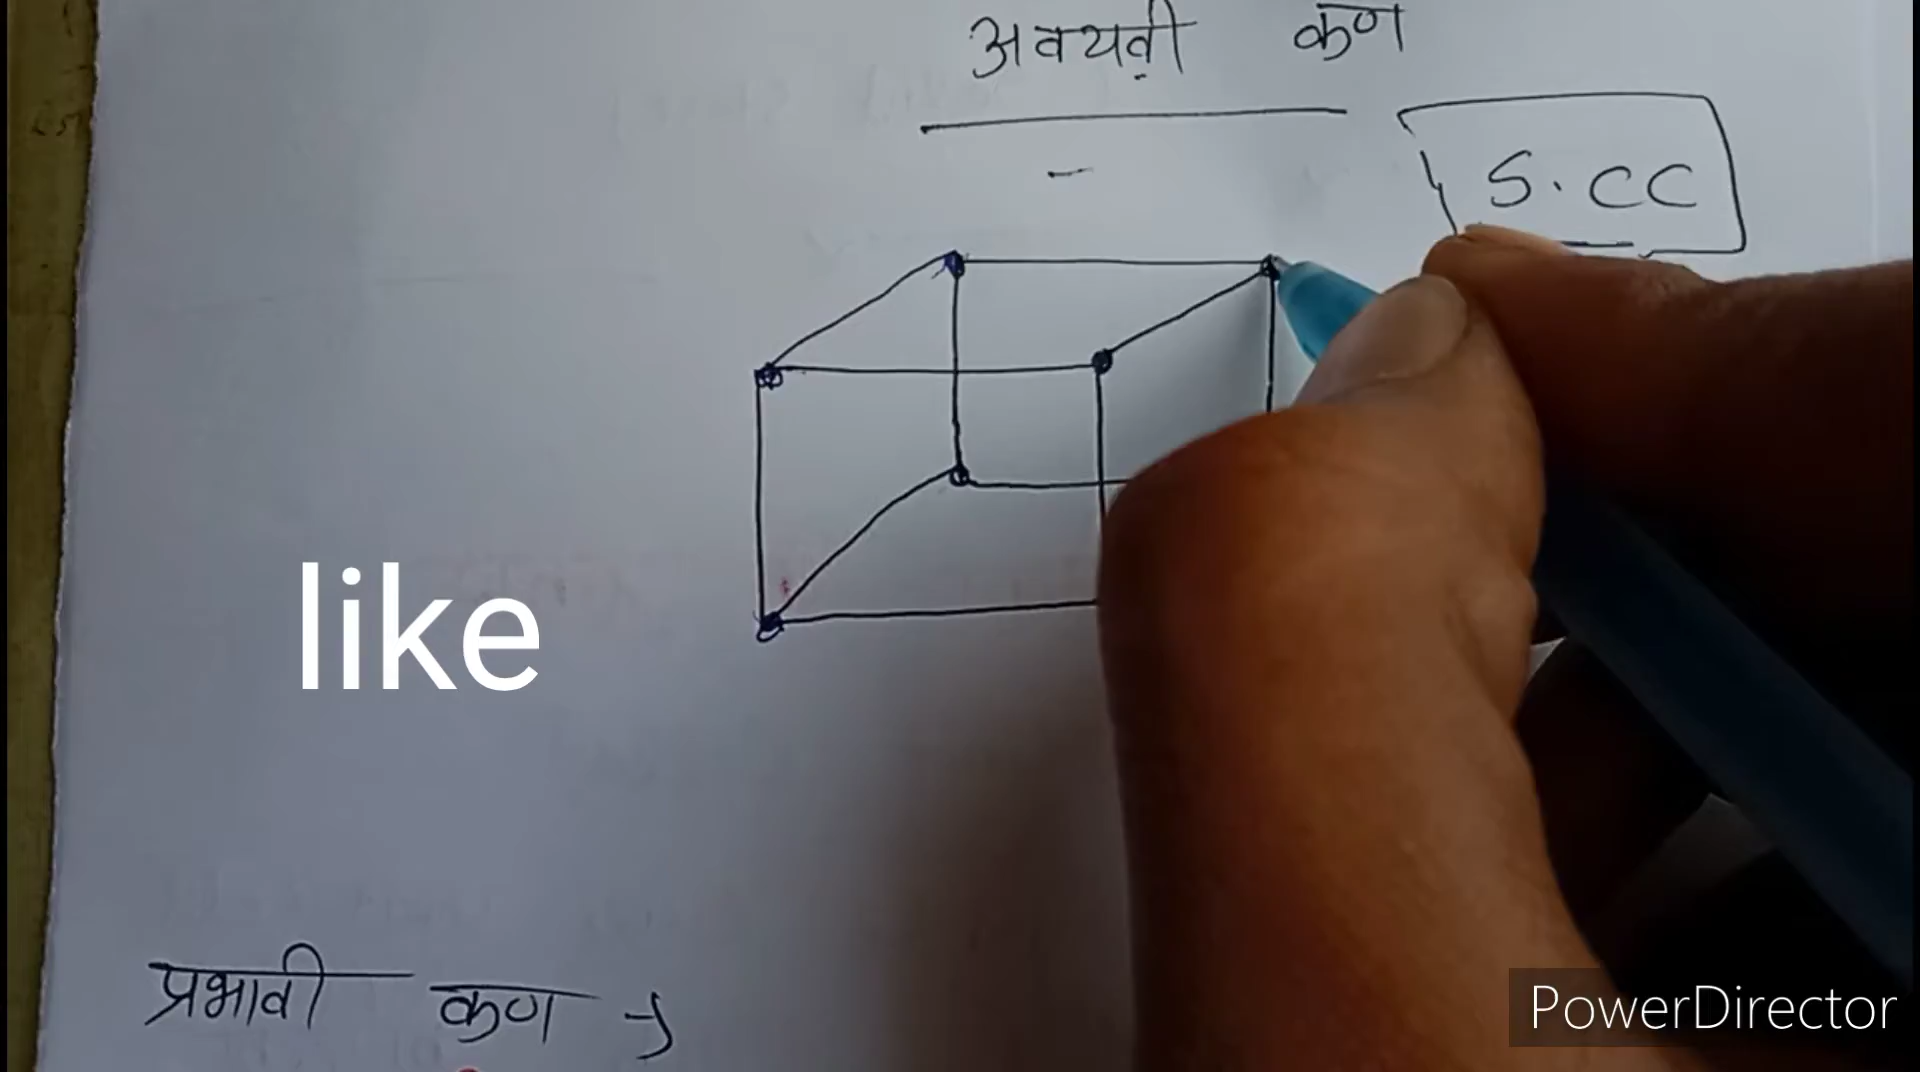 अवयवी कण
S.CC
like
प्रभावी कण →
PowerDirector